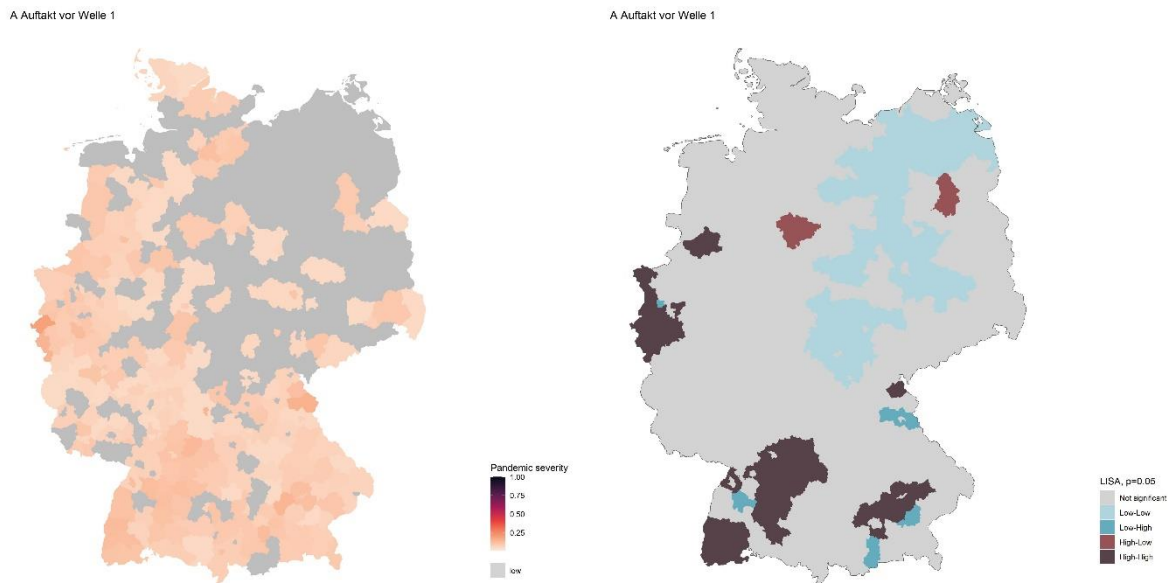 A Auftakt vor Welle 1
A Auftakt vor Welle 1
Pandemic severity
1.00
0.75
0.50
0.25
low
LISA, p=0.05
Not significant
Low-Low
Low-High
High-Low
High-High